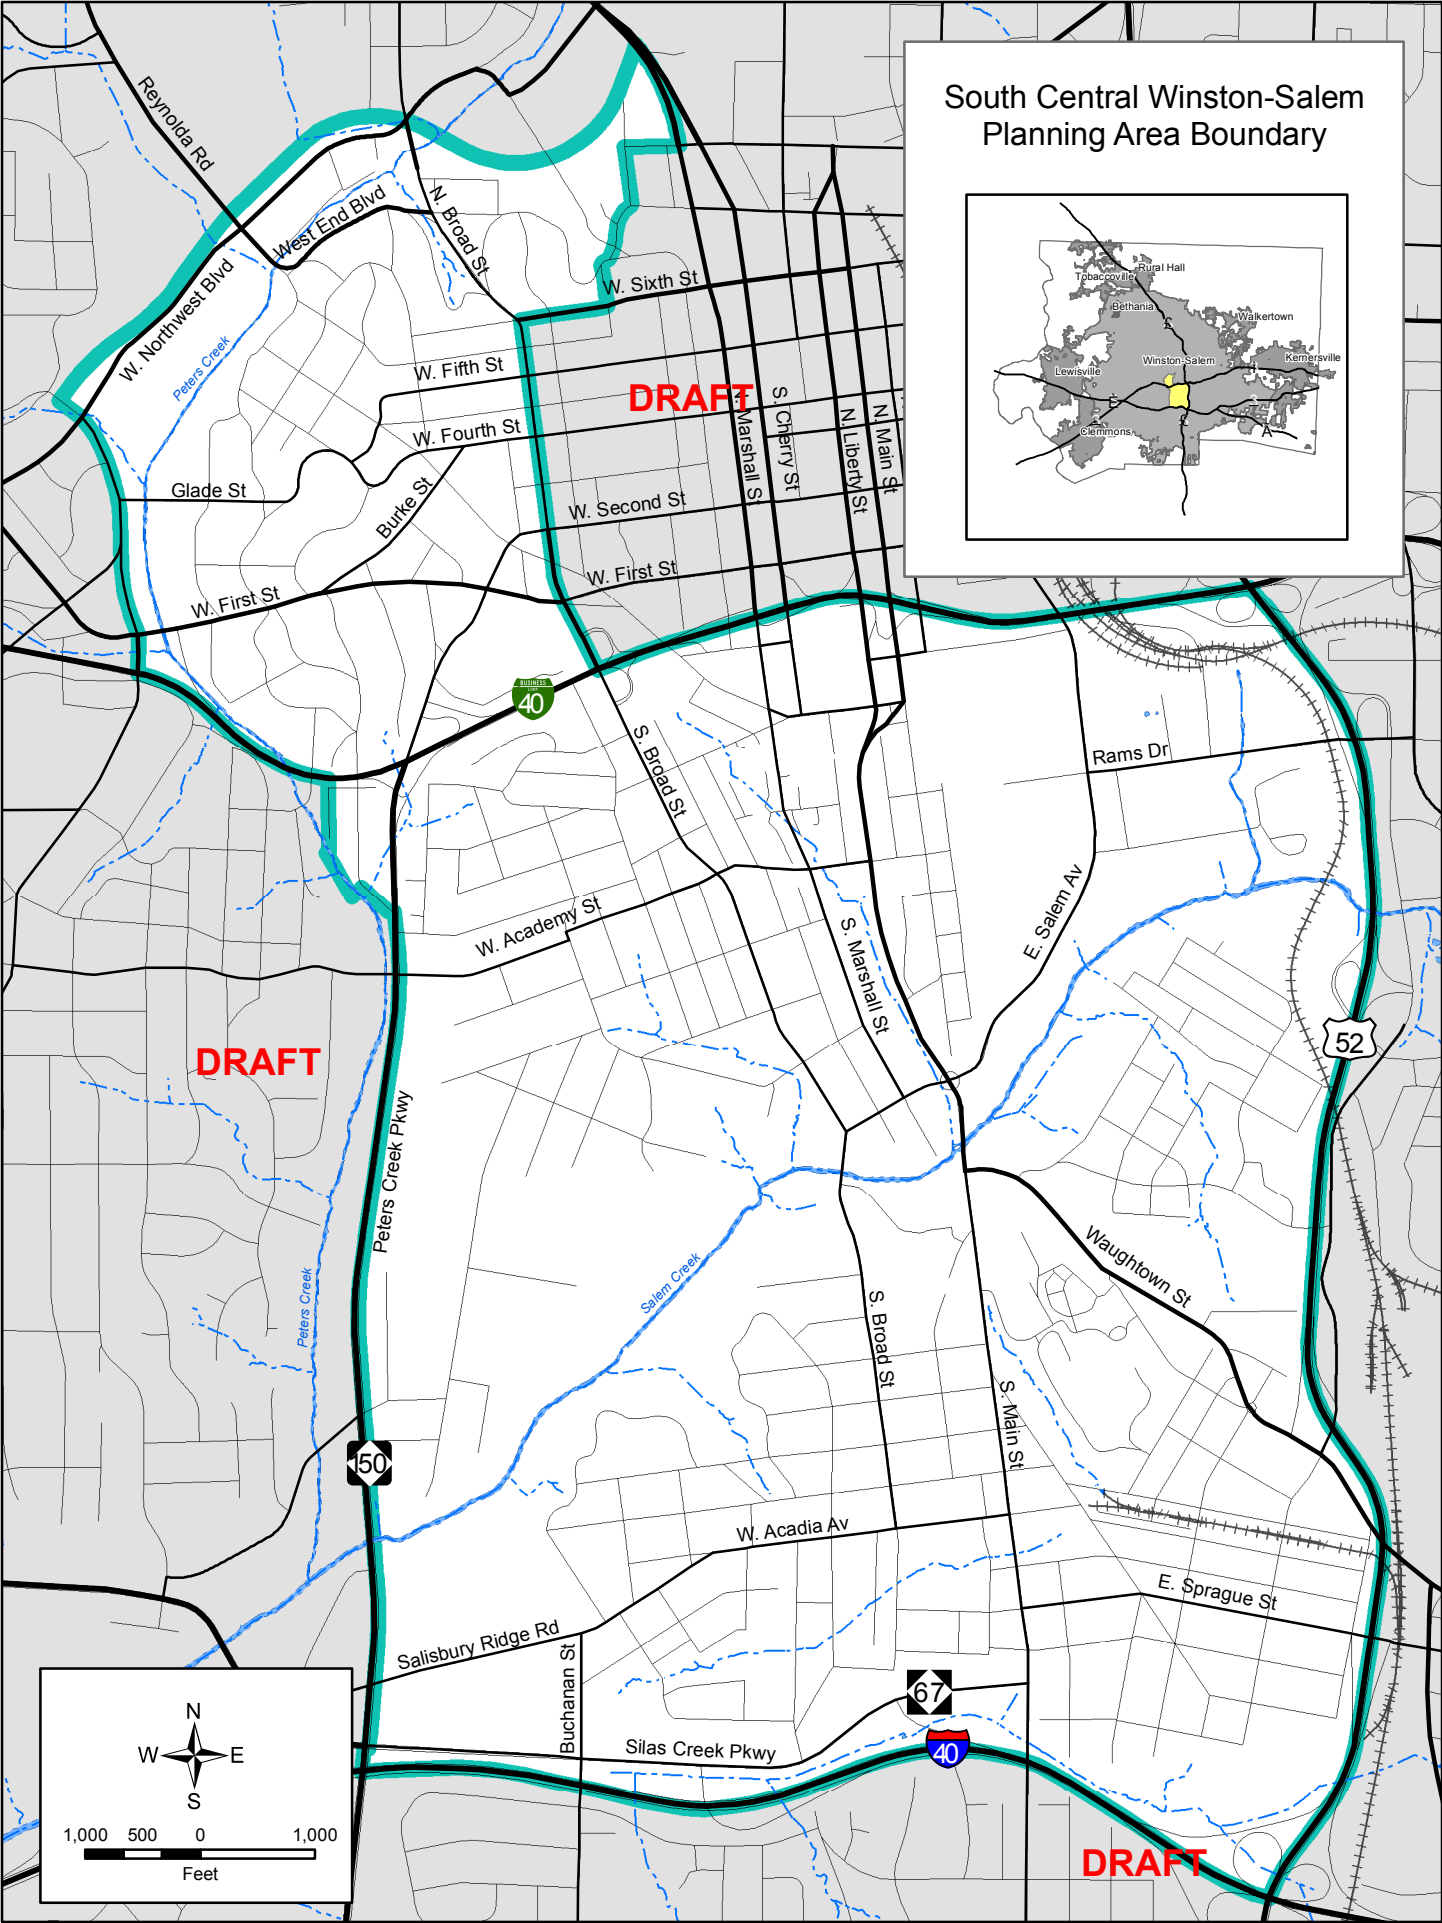 South Central Winston-Salem
Planning Area Boundary
Rural Hall
Tobaccoville
Bethania
Walkertown
Winston-Salem
Kernersville
Lewisville
Clemmons
Reynolda Rd
West End Blvd
N. Broad St
W. Northwest Blvd
Peters Creek
W. Sixth St
W. Fifth St
DRAFT
N. Marshall St
S. Cherry St
N. Liberty St
N. Main St
W. Fourth St
Glade St
Burke St
W. Second St
W. First St
W. First St
BUSINESS
LOOP
40
S. Broad St
Rams Dr
W. Academy St
S. Marshall St
E. Salem Av
52
DRAFT
Peters Creek Pkwy
Peters Creek
Salem Creek
Waughtown St
S. Broad St
S. Main St
150
W. Acadia Av
E. Sprague St
Salisbury Ridge Rd
Buchanan St
67
Silas Creek Pkwy
40
DRAFT
N
W E
S
1,000 500 0 1,000
Feet